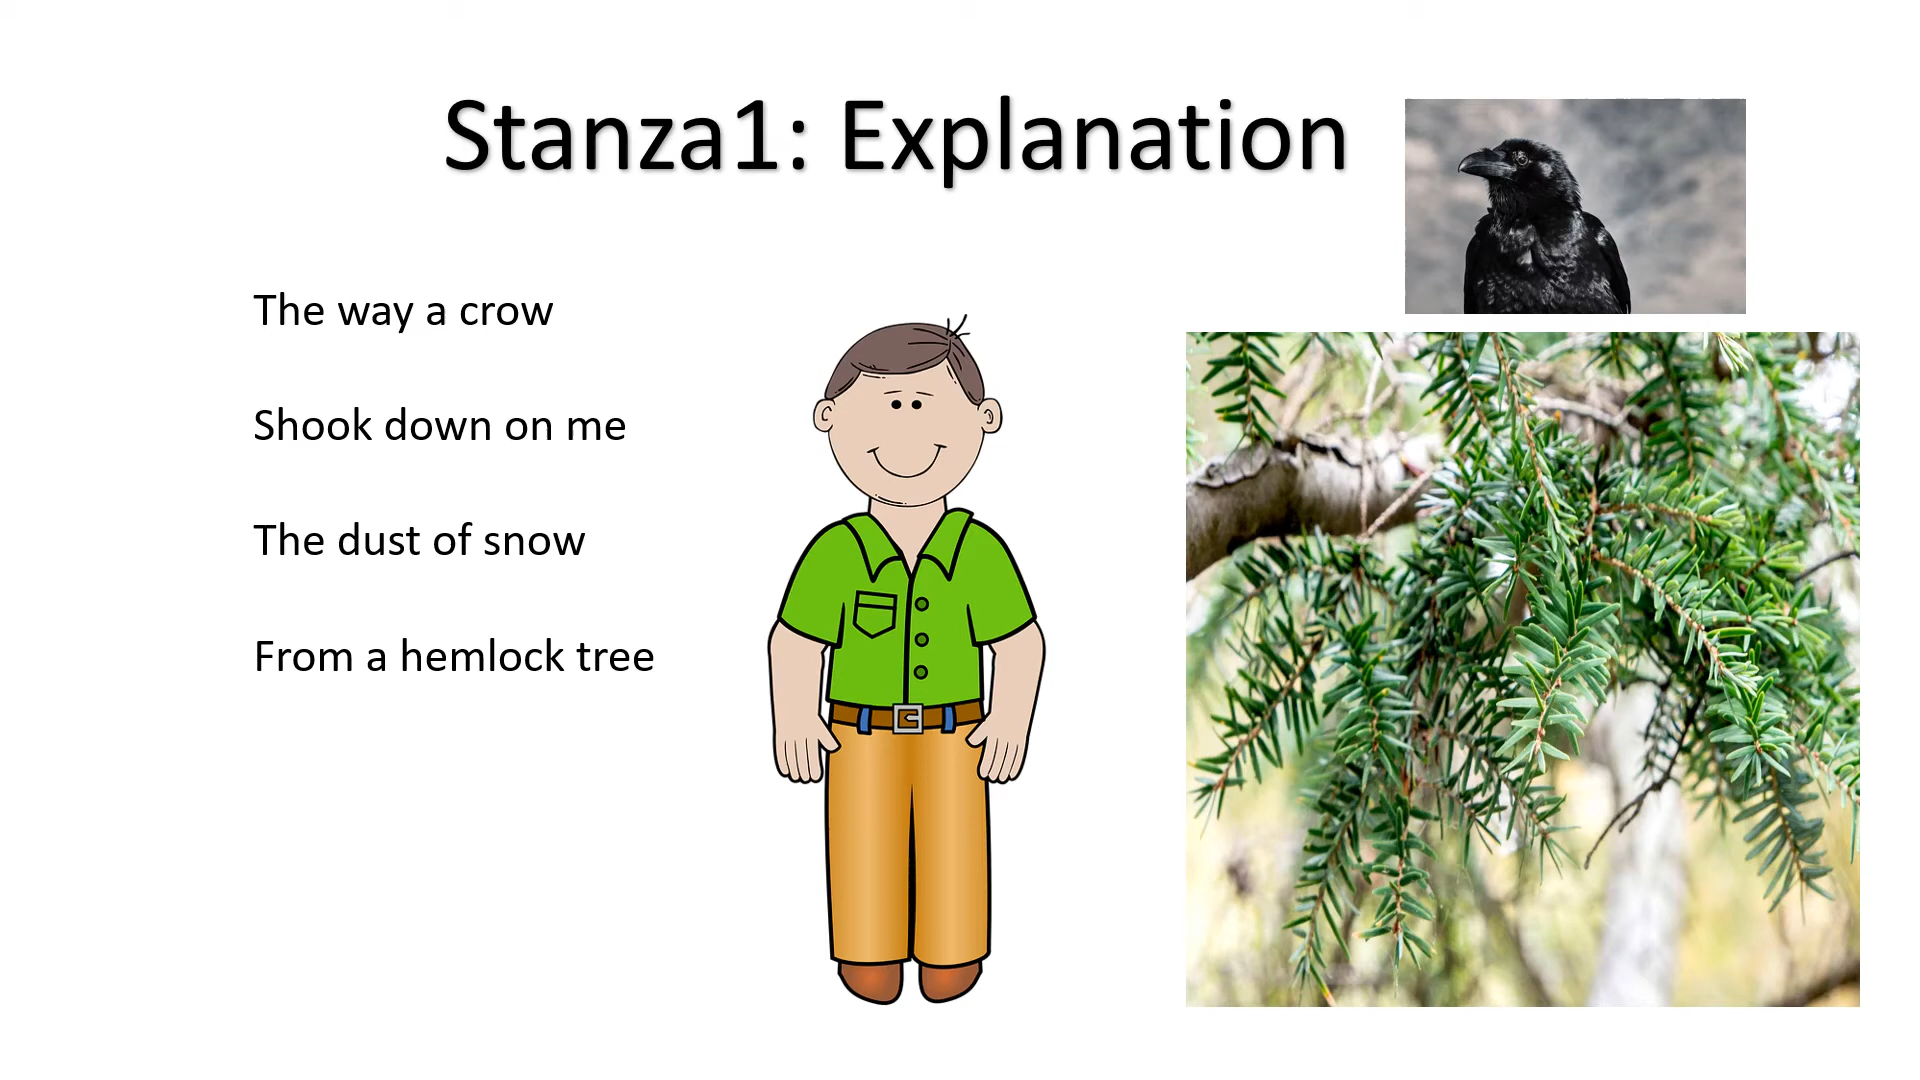 Stanza1: Explanation
The way a crow
Shook down on me
The dust of snow
From a hemlock tree